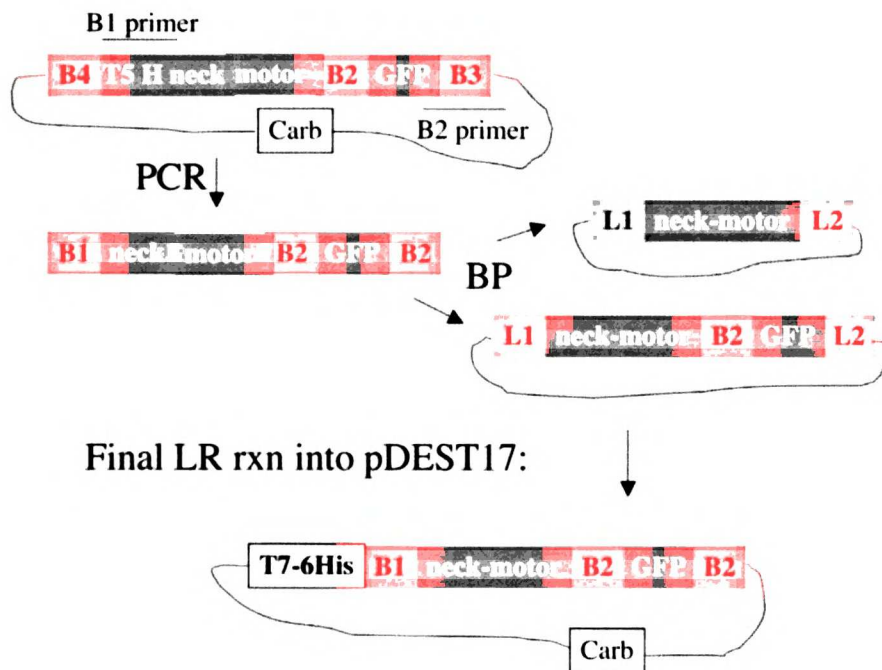 B1 primer
B4 T5 H neck motor B2 GFP B3
Carb
B2 primer
PCR
L1 neck-motor L2
B1 neck-motor B2 GFP B2
BP
L1 neck-motor B2 GFP L2
Final LR rxn into pDEST17:
T7-6His B1 neck-motor B2 GFP B2
Carb